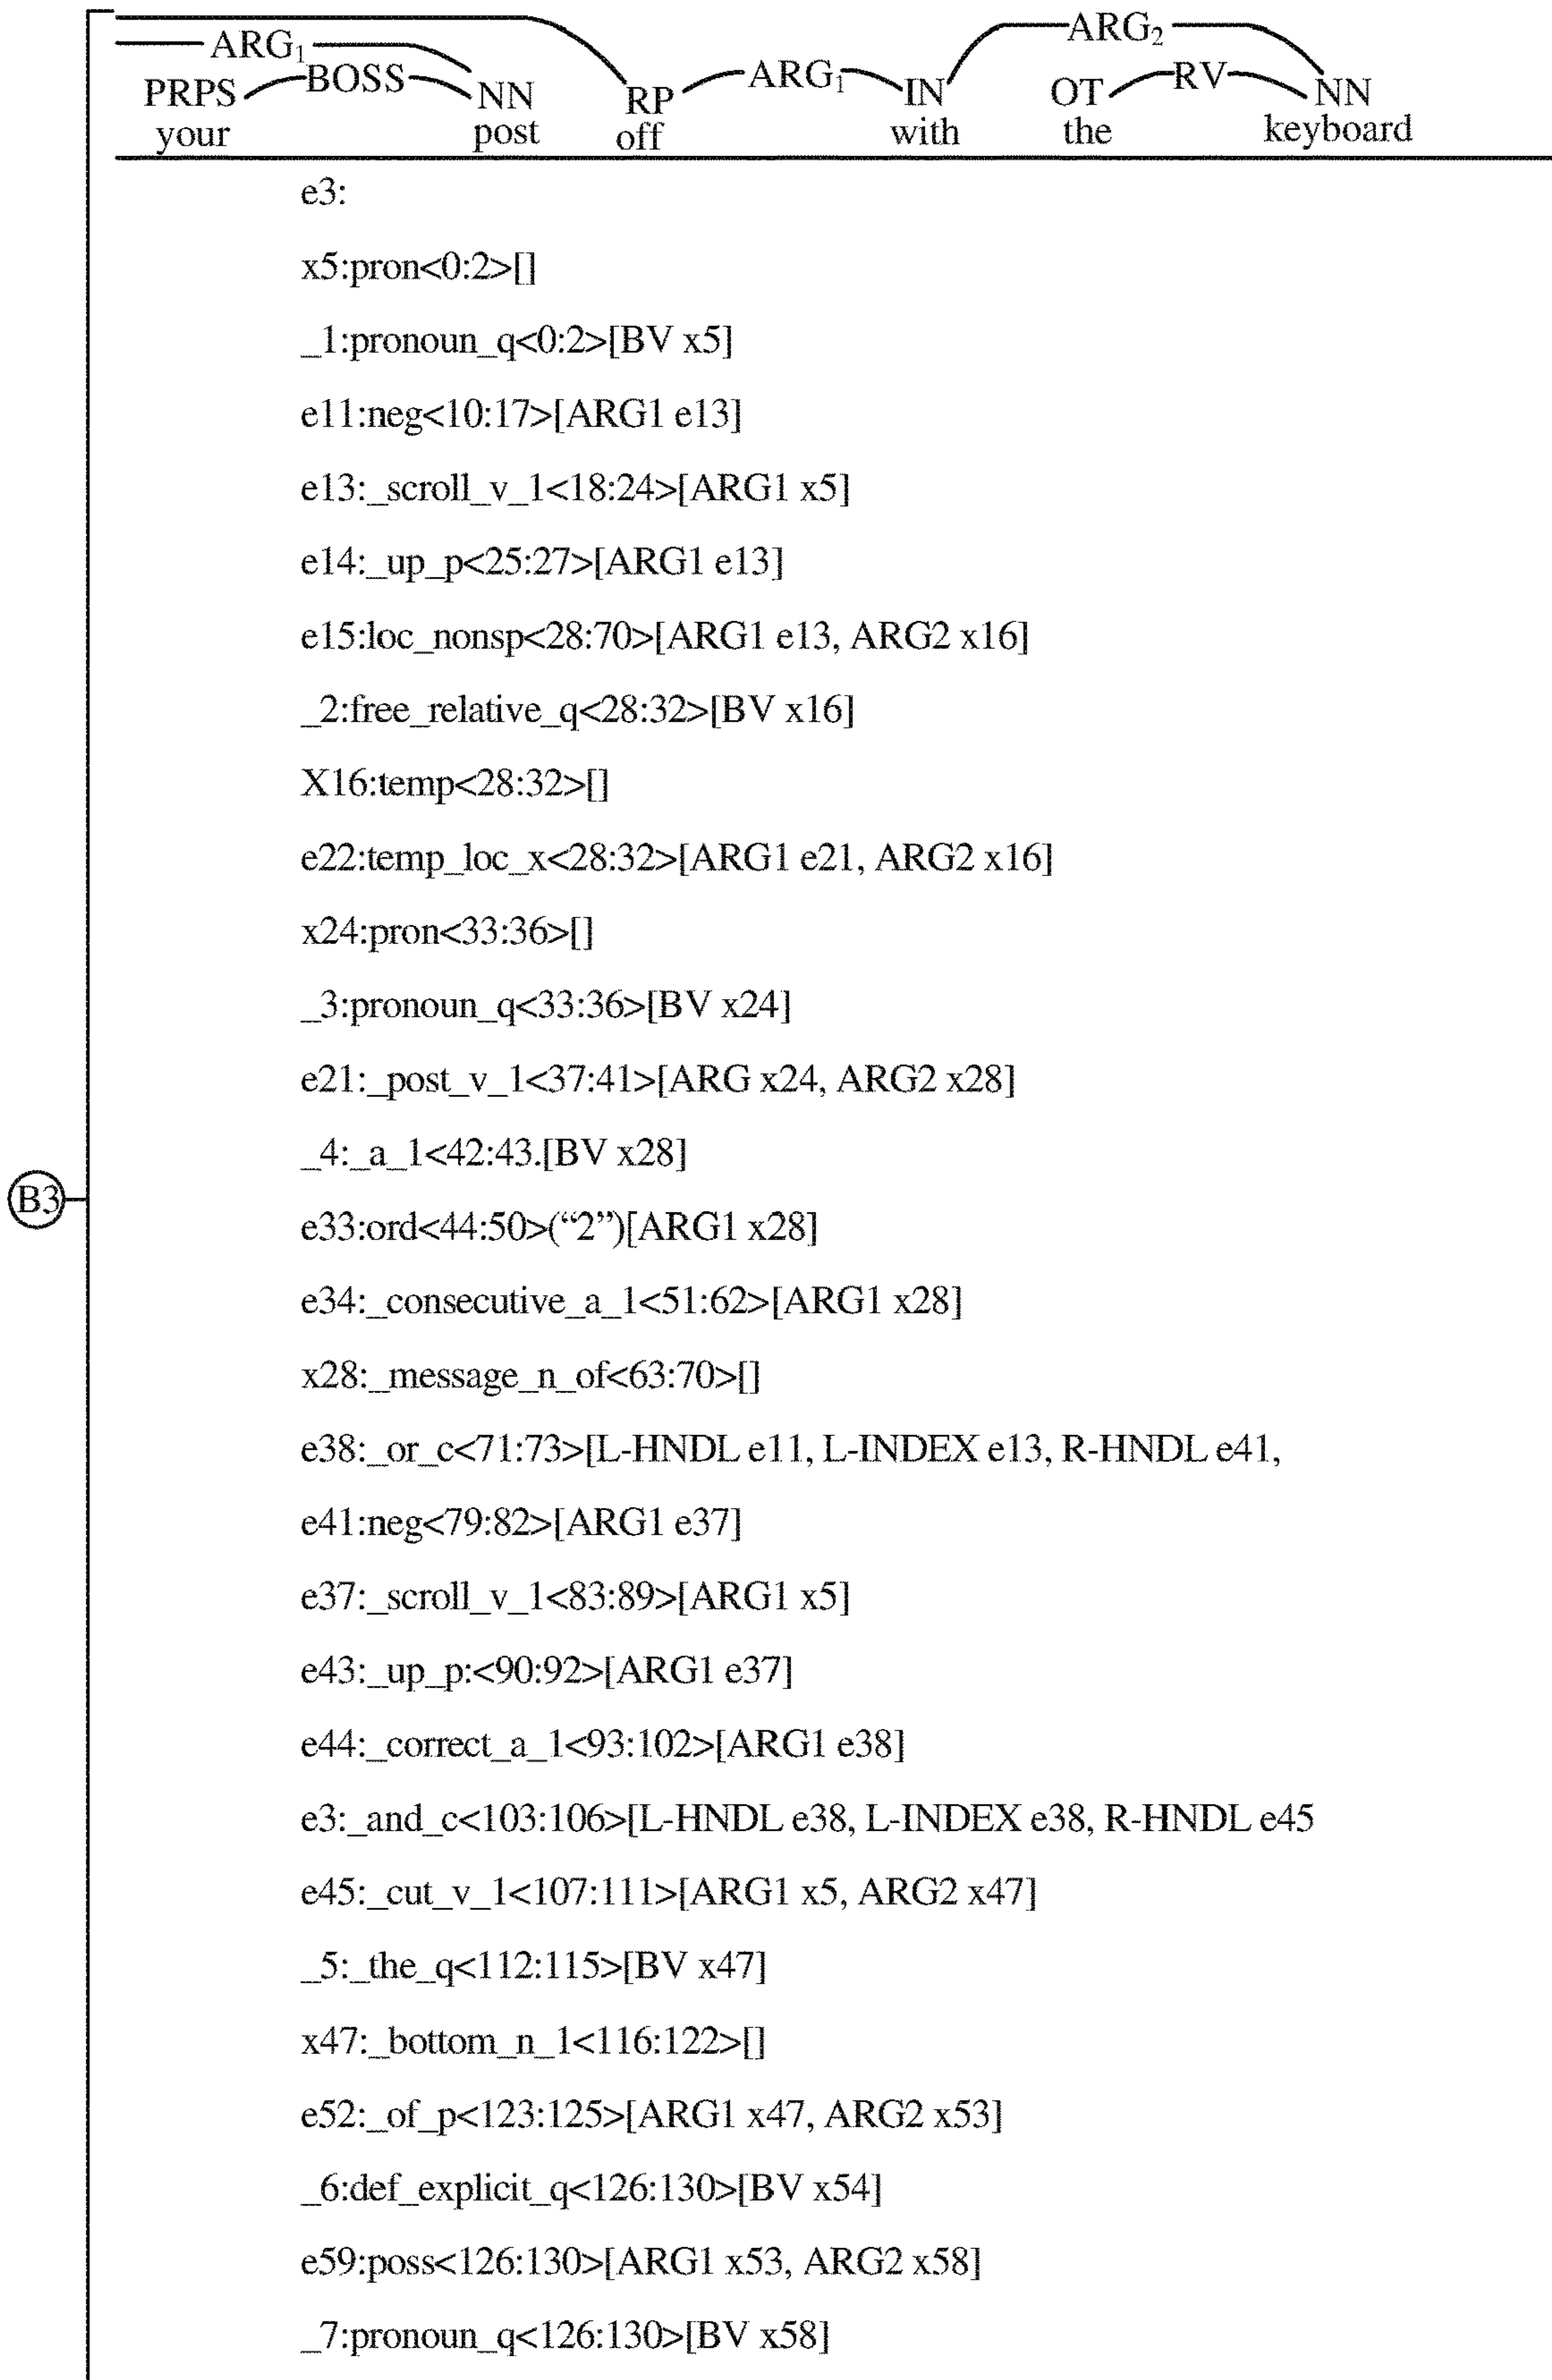 ARG₁ ARG₂
PRPS BOSS NN RP ARG₁ IN OT RV NN
your post off with the keyboard
e3:
x5:pron<0:2>[]
_1:pronoun_q<0:2>[BV x5]
e11:neg<10:17>[ARG1 e13]
e13:_scroll_v_1<18:24>[ARG1 x5]
e14:_up_p<25:27>[ARG1 e13]
e15:loc_nonsp<28:70>[ARG1 e13, ARG2 x16]
_2:free_relative_q<28:32>[BV x16]
X16:temp<28:32>[]
e22:temp_loc_x<28:32>[ARG1 e21, ARG2 x16]
x24:pron<33:36>[]
_3:pronoun_q<33:36>[BV x24]
e21:_post_v_1<37:41>[ARG x24, ARG2 x28]
_4:_a_1<42:43.[BV x28]
B3
e33:ord<44:50>(“2”)[ARG1 x28]
e34:_consecutive_a_1<51:62>[ARG1 x28]
x28:_message_n_of<63:70>[]
e38:_or_c<71:73>[L-HNDL e11, L-INDEX e13, R-HNDL e41,
e41:neg<79:82>[ARG1 e37]
e37:_scroll_v_1<83:89>[ARG1 x5]
e43:_up_p:<90:92>[ARG1 e37]
e44:_correct_a_1<93:102>[ARG1 e38]
e3:_and_c<103:106>[L-HNDL e38, L-INDEX e38, R-HNDL e45
e45:_cut_v_1<107:111>[ARG1 x5, ARG2 x47]
_5:_the_q<112:115>[BV x47]
x47:_bottom_n_1<116:122>[]
e52:_of_p<123:125>[ARG1 x47, ARG2 x53]
_6:def_explicit_q<126:130>[BV x54]
e59:poss<126:130>[ARG1 x53, ARG2 x58]
_7:pronoun_q<126:130>[BV x58]